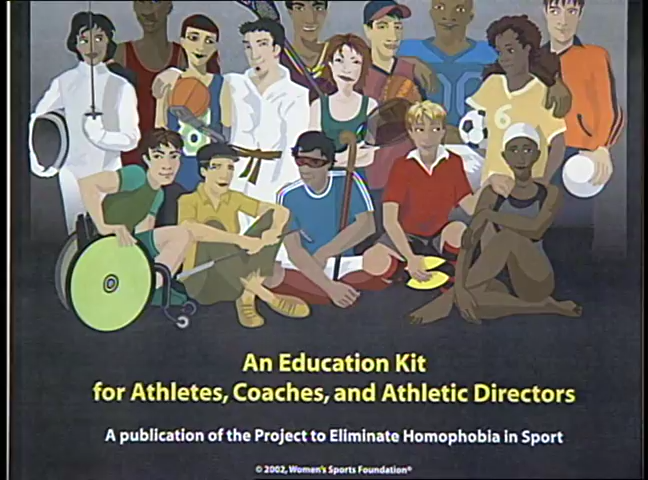 6
An Education Kit
for Athletes, Coaches, and Athletic Directors
A publication of the Project to Eliminate Homophobia in Sport
© 2002, Women's Sports Foundation®